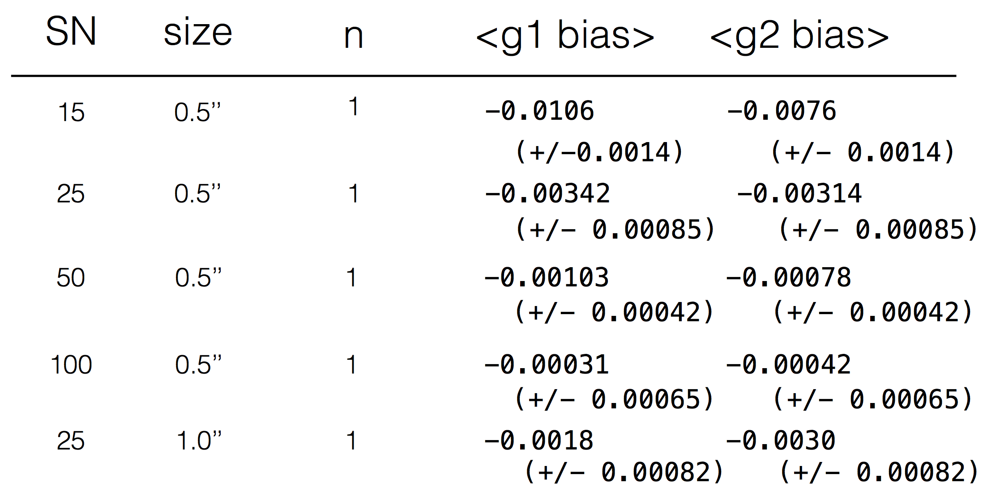 SN size n <g1 bias> <g2 bias>
15 0.5” 1 −0.0106 −0.0076
(+/−0.0014) (+/− 0.0014)
25 0.5” 1 −0.00342 −0.00314
(+/− 0.00085) (+/− 0.00085)
50 0.5” 1 −0.00103 −0.00078
(+/− 0.00042) (+/− 0.00042)
100 0.5” 1 −0.00031 −0.00042
(+/− 0.00065) (+/− 0.00065)
25 1.0” 1 −0.0018 −0.0030
(+/− 0.00082) (+/− 0.00082)